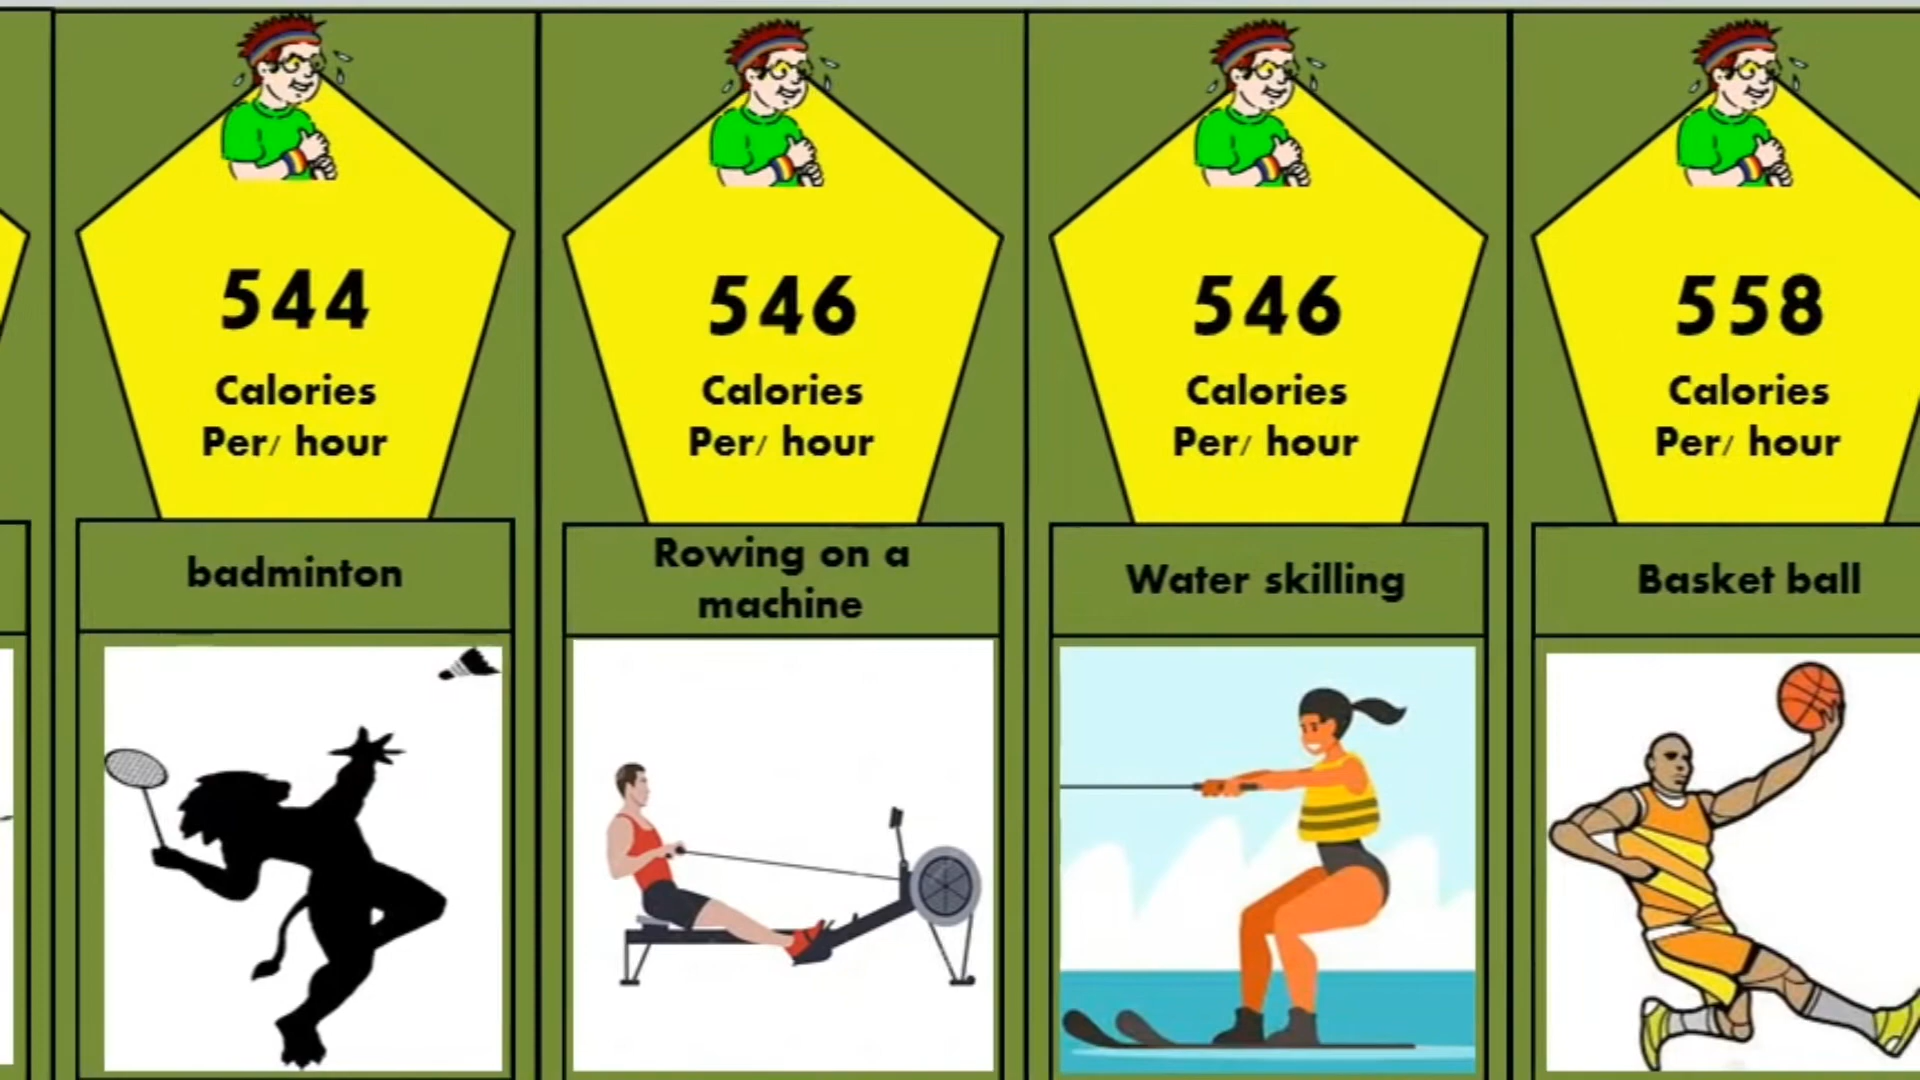 544
Calories
Per/ hour
badminton
546
Calories
Per/ hour
Rowing on a
machine
546
Calories
Per/ hour
Water skilling
558
Calories
Per/ hour
Basket ball